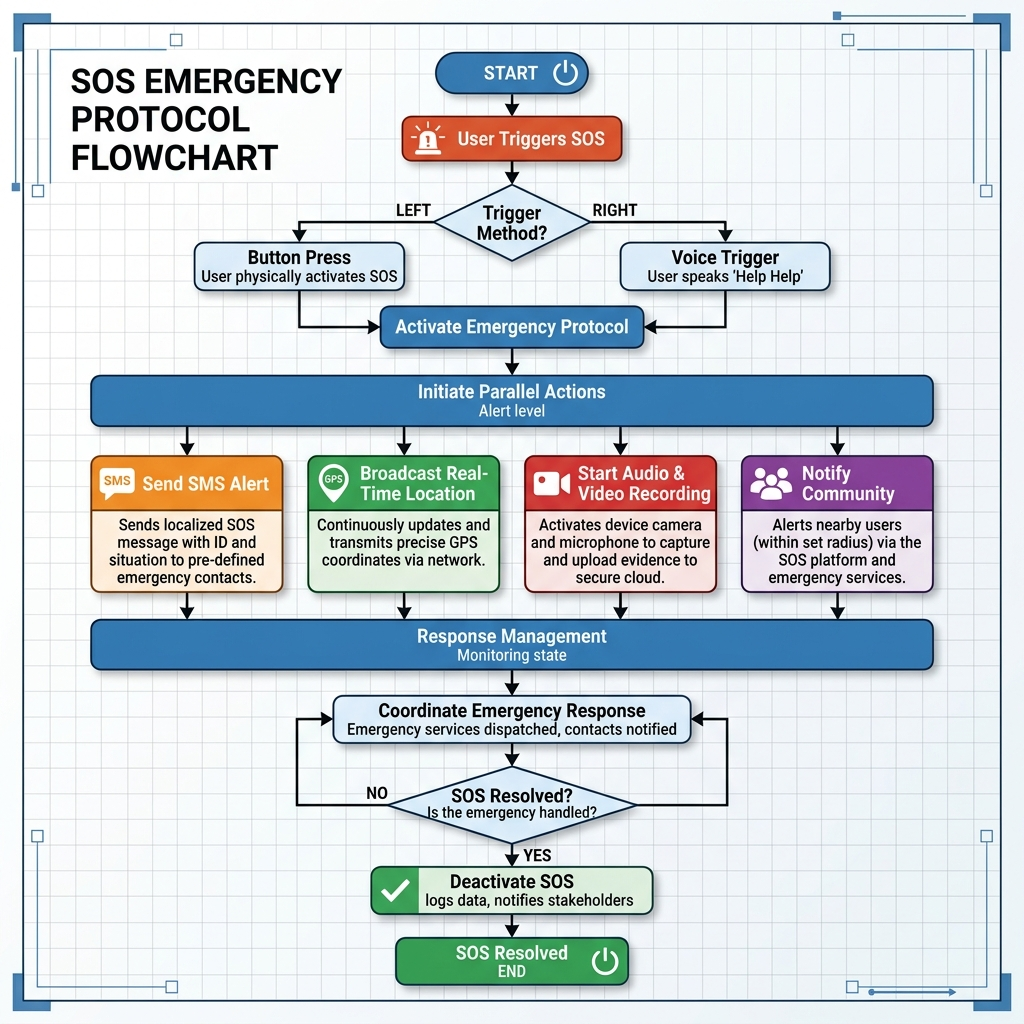 SOS EMERGENCY
PROTOCOL
FLOWCHART
START
User Triggers SOS
Trigger
Method?
LEFT
RIGHT
Button Press
User physically activates SOS
Voice Trigger
User speaks 'Help Help'
Activate Emergency Protocol
Initiate Parallel Actions
Alert level
SMS
Send SMS Alert
Sends localized SOS
message with ID and
situation to pre-defined
emergency contacts.
GPS
Broadcast Real-
Time Location
Continuously updates and
transmits precise GPS
coordinates via network.
Start Audio &
Video Recording
Activates device camera
and microphone to capture
and upload evidence to
secure cloud.
Notify
Community
Alerts nearby users
(within set radius) via the
SOS platform and
emergency services.
Response Management
Monitoring state
Coordinate Emergency Response
Emergency services dispatched, contacts notified
NO
SOS Resolved?
Is the emergency handled?
YES
Deactivate SOS
logs data, notifies stakeholders
SOS Resolved
END